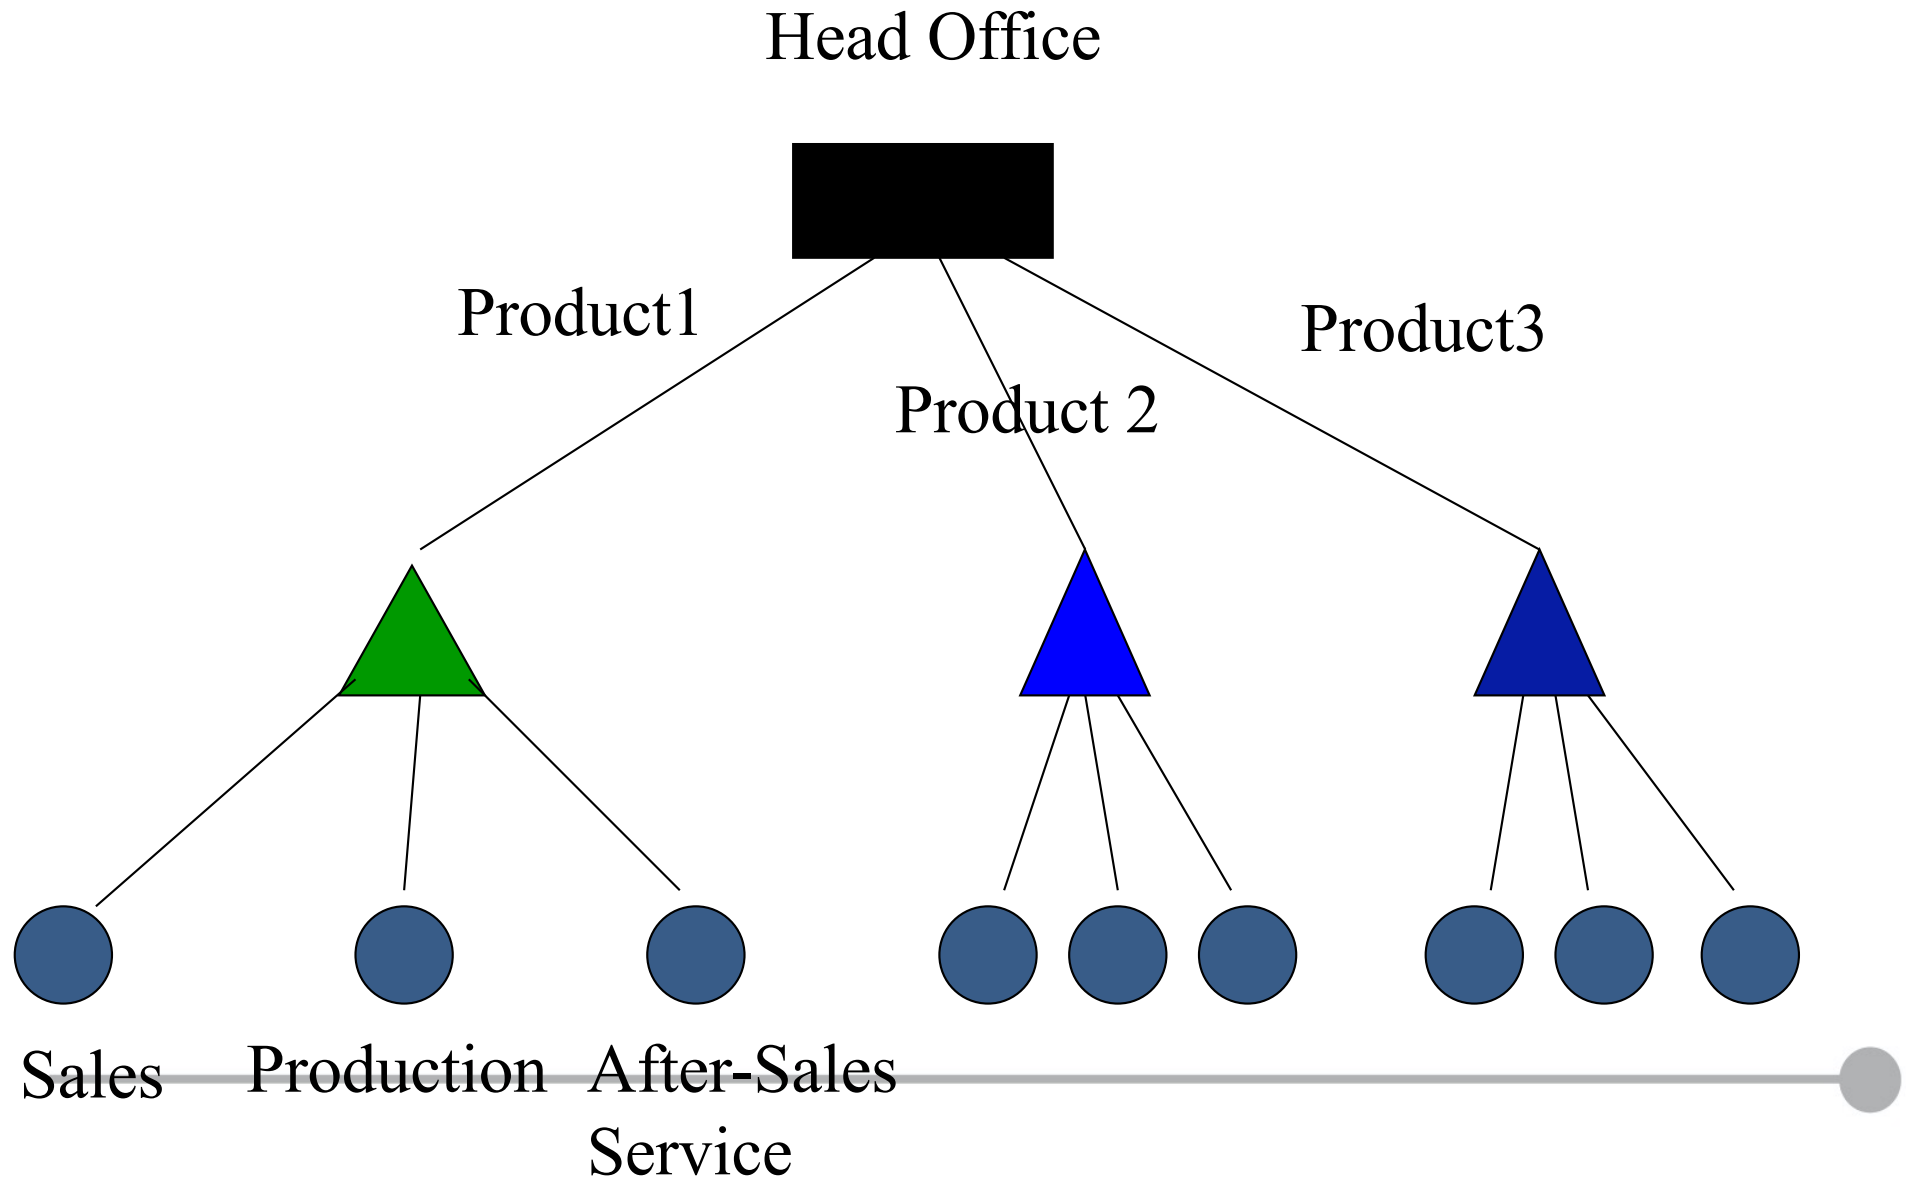 Head Office
Product1
Product3
Product 2
Sales
Production
After-Sales
Service